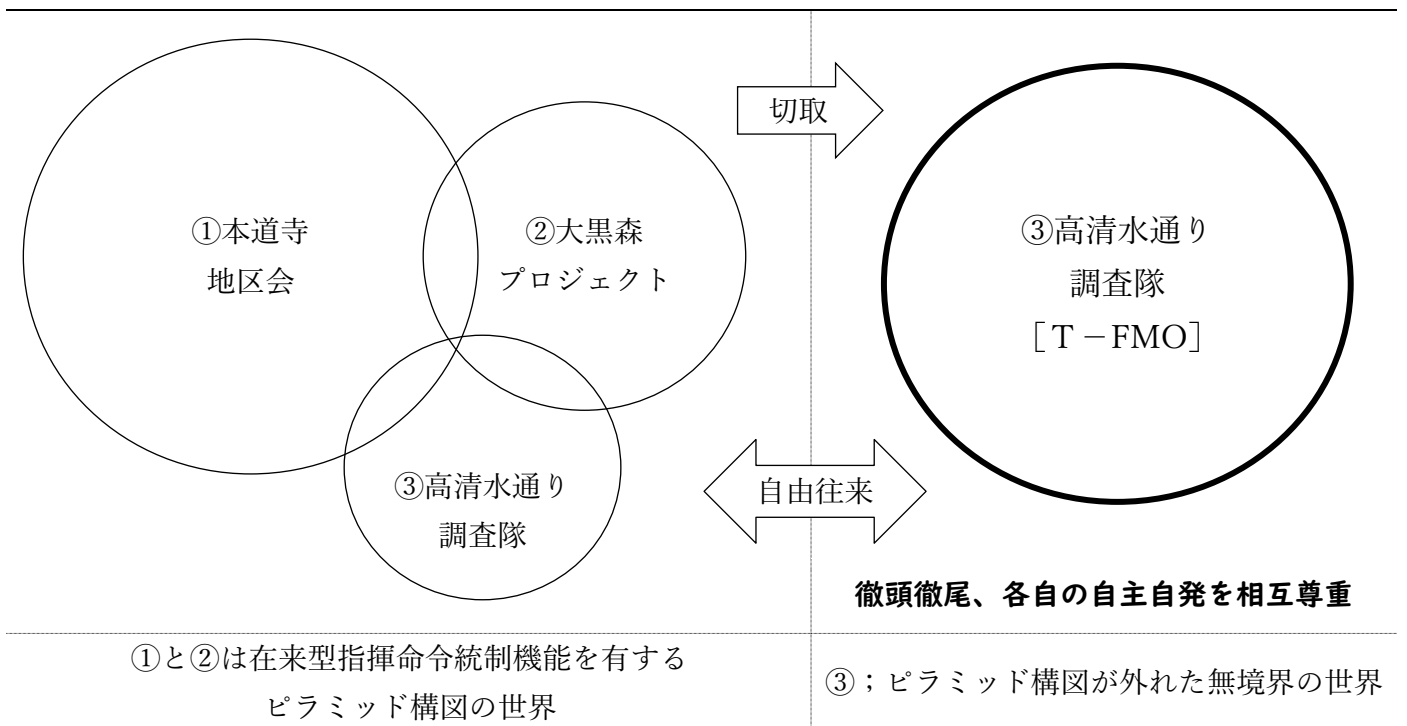 ①本道寺
地区会
②大黒森
プロジェクト
③高清水通り
調査隊
切取
自由往来
③高清水通り
調査隊
[T－FMO]
徹頭徹尾、各自の自主自発を相互尊重
①と②は在来型指揮命令統制機能を有する
ピラミッド構図の世界
③；ピラミッド構図が外れた無境界の世界